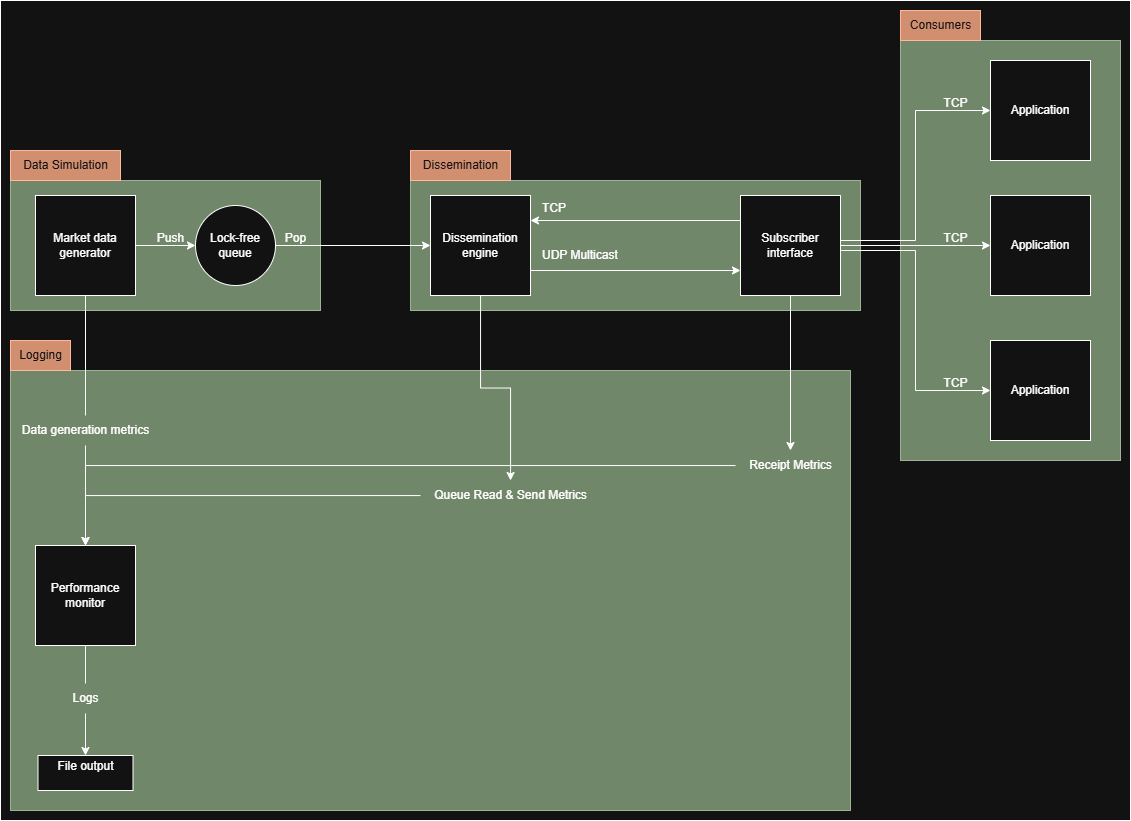 Consumers
TCP
Application
Data Simulation
Dissemination
Market data
generator
Push
Lock-free
queue
Pop
Dissemination
engine
TCP
UDP Multicast
Subscriber
interface
TCP
Application
Logging
TCP
Application
Data generation metrics
Receipt Metrics
Queue Read & Send Metrics
Performance
monitor
Logs
File output